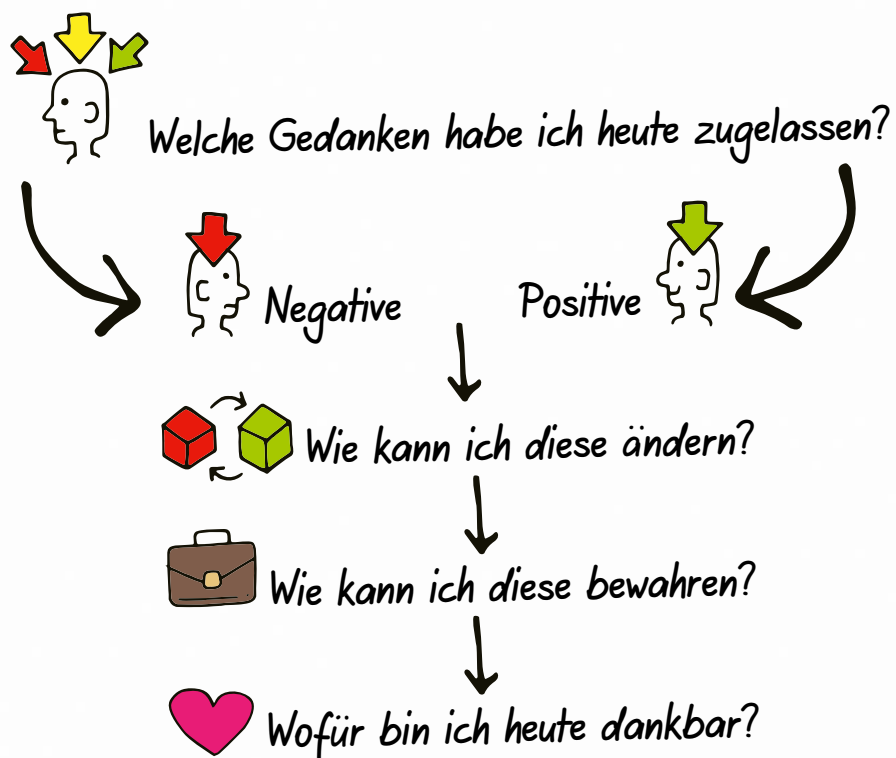 Welche Gedanken habe ich heute zugelassen?
Negative
Positive
Wie kann ich diese ändern?
Wie kann ich diese bewahren?
Wofür bin ich heute dankbar?